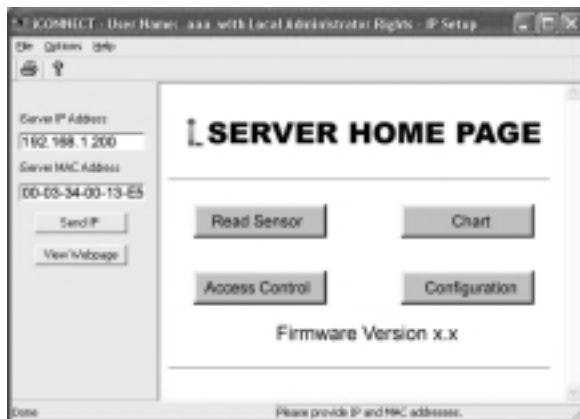 iCONNECT - User Name: aaa with Local Administrator Rights - IP Setup
File Options Help
Server IP Address
192.168.1.200
Server MAC Address
00-03-34-00-13-E5
Send IP
View Webpage
iSERVER HOME PAGE
Read Sensor
Chart
Access Control
Configuration
Firmware Version x.x
Done
Please provide IP and MAC addresses.